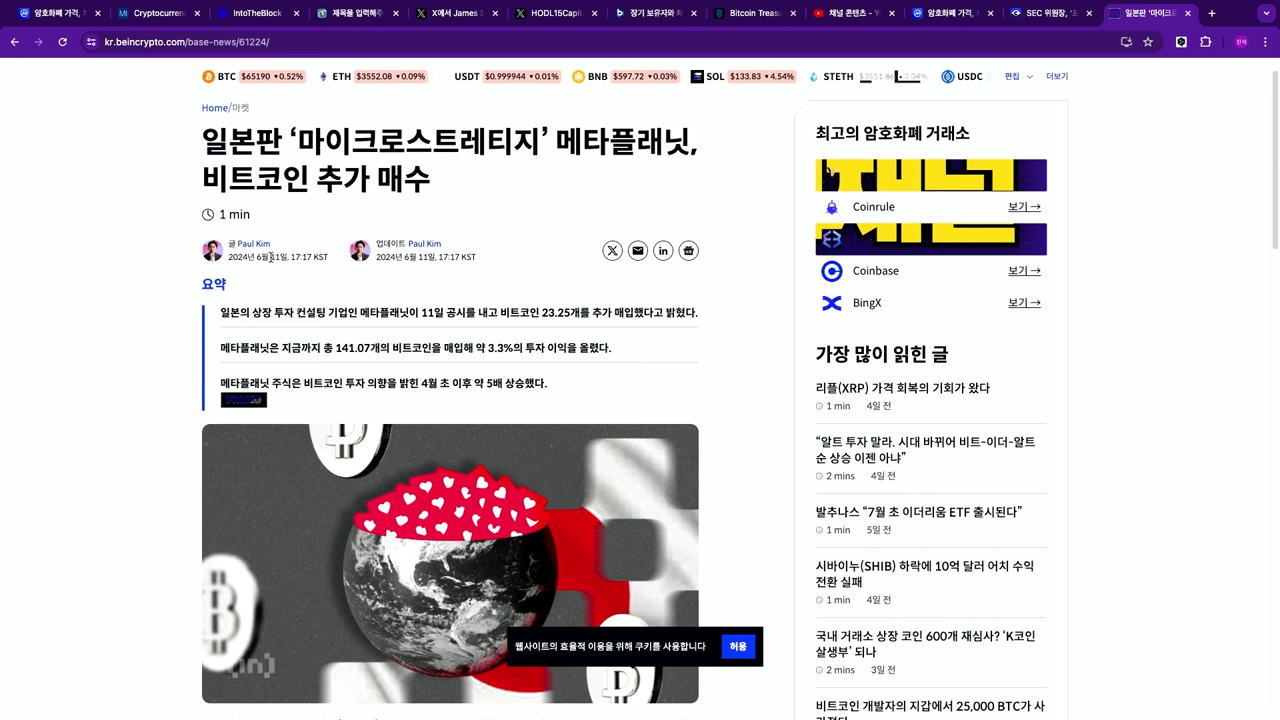 암호화폐 가격,
Cryptocurren
IntoTheBlock
제목을 입력해주
X에서 James S
HODL15Capit
장기 보유자와 채
Bitcoin Treasu
채널 콘텐츠 - Y
암호화폐 가격,
SEC 위원장,
일본판 '마이크로
kr.beincrypto.com/base-news/61224/
진석
BTC $65190 ▼0.52% ETH $3552.08 ▼0.09% USDT $0.999944 ▼0.01% BNB $597.72 ▼0.03% SOL $133.83 ▼4.54% STETH USDC 편집 더보기
Home/마켓
일본판 ‘마이크로스트레티지’ 메타플래닛,
비트코인 추가 매수
1 min
글 Paul Kim
2024년 6월 11일, 17:17 KST
업데이트 Paul Kim
2024년 6월 11일, 17:17 KST
요약
일본의 상장 투자 컨설팅 기업인 메타플래닛이 11일 공시를 내고 비트코인 23.25개를 추가 매입했다고 밝혔다.
메타플래닛은 지금까지 총 141.07개의 비트코인을 매입해 약 3.3%의 투자 이익을 올렸다.
메타플래닛 주식은 비트코인 투자 의향을 밝힌 4월 초 이후 약 5배 상승했다.
웹사이트의 효율적 이용을 위해 쿠키를 사용합니다 허용
최고의 암호화폐 거래소
Coinrule 보기 →
Coinbase 보기 →
BingX 보기 →
가장 많이 읽힌 글
리플(XRP) 가격 회복의 기회가 왔다
1 min 4일 전
“알트 투자 말라. 시대 바뀌어 비트-이더-알트
순 상승 이젠 아냐”
2 mins 4일 전
발추나스 “7월 초 이더리움 ETF 출시된다”
1 min 5일 전
시바이누(SHIB) 하락에 10억 달러 어치 수익
전환 실패
1 min 4일 전
국내 거래소 상장 코인 600개 재심사? ‘K코인
살생부’ 되나
2 mins 3일 전
비트코인 개발자의 지갑에서 25,000 BTC가 사